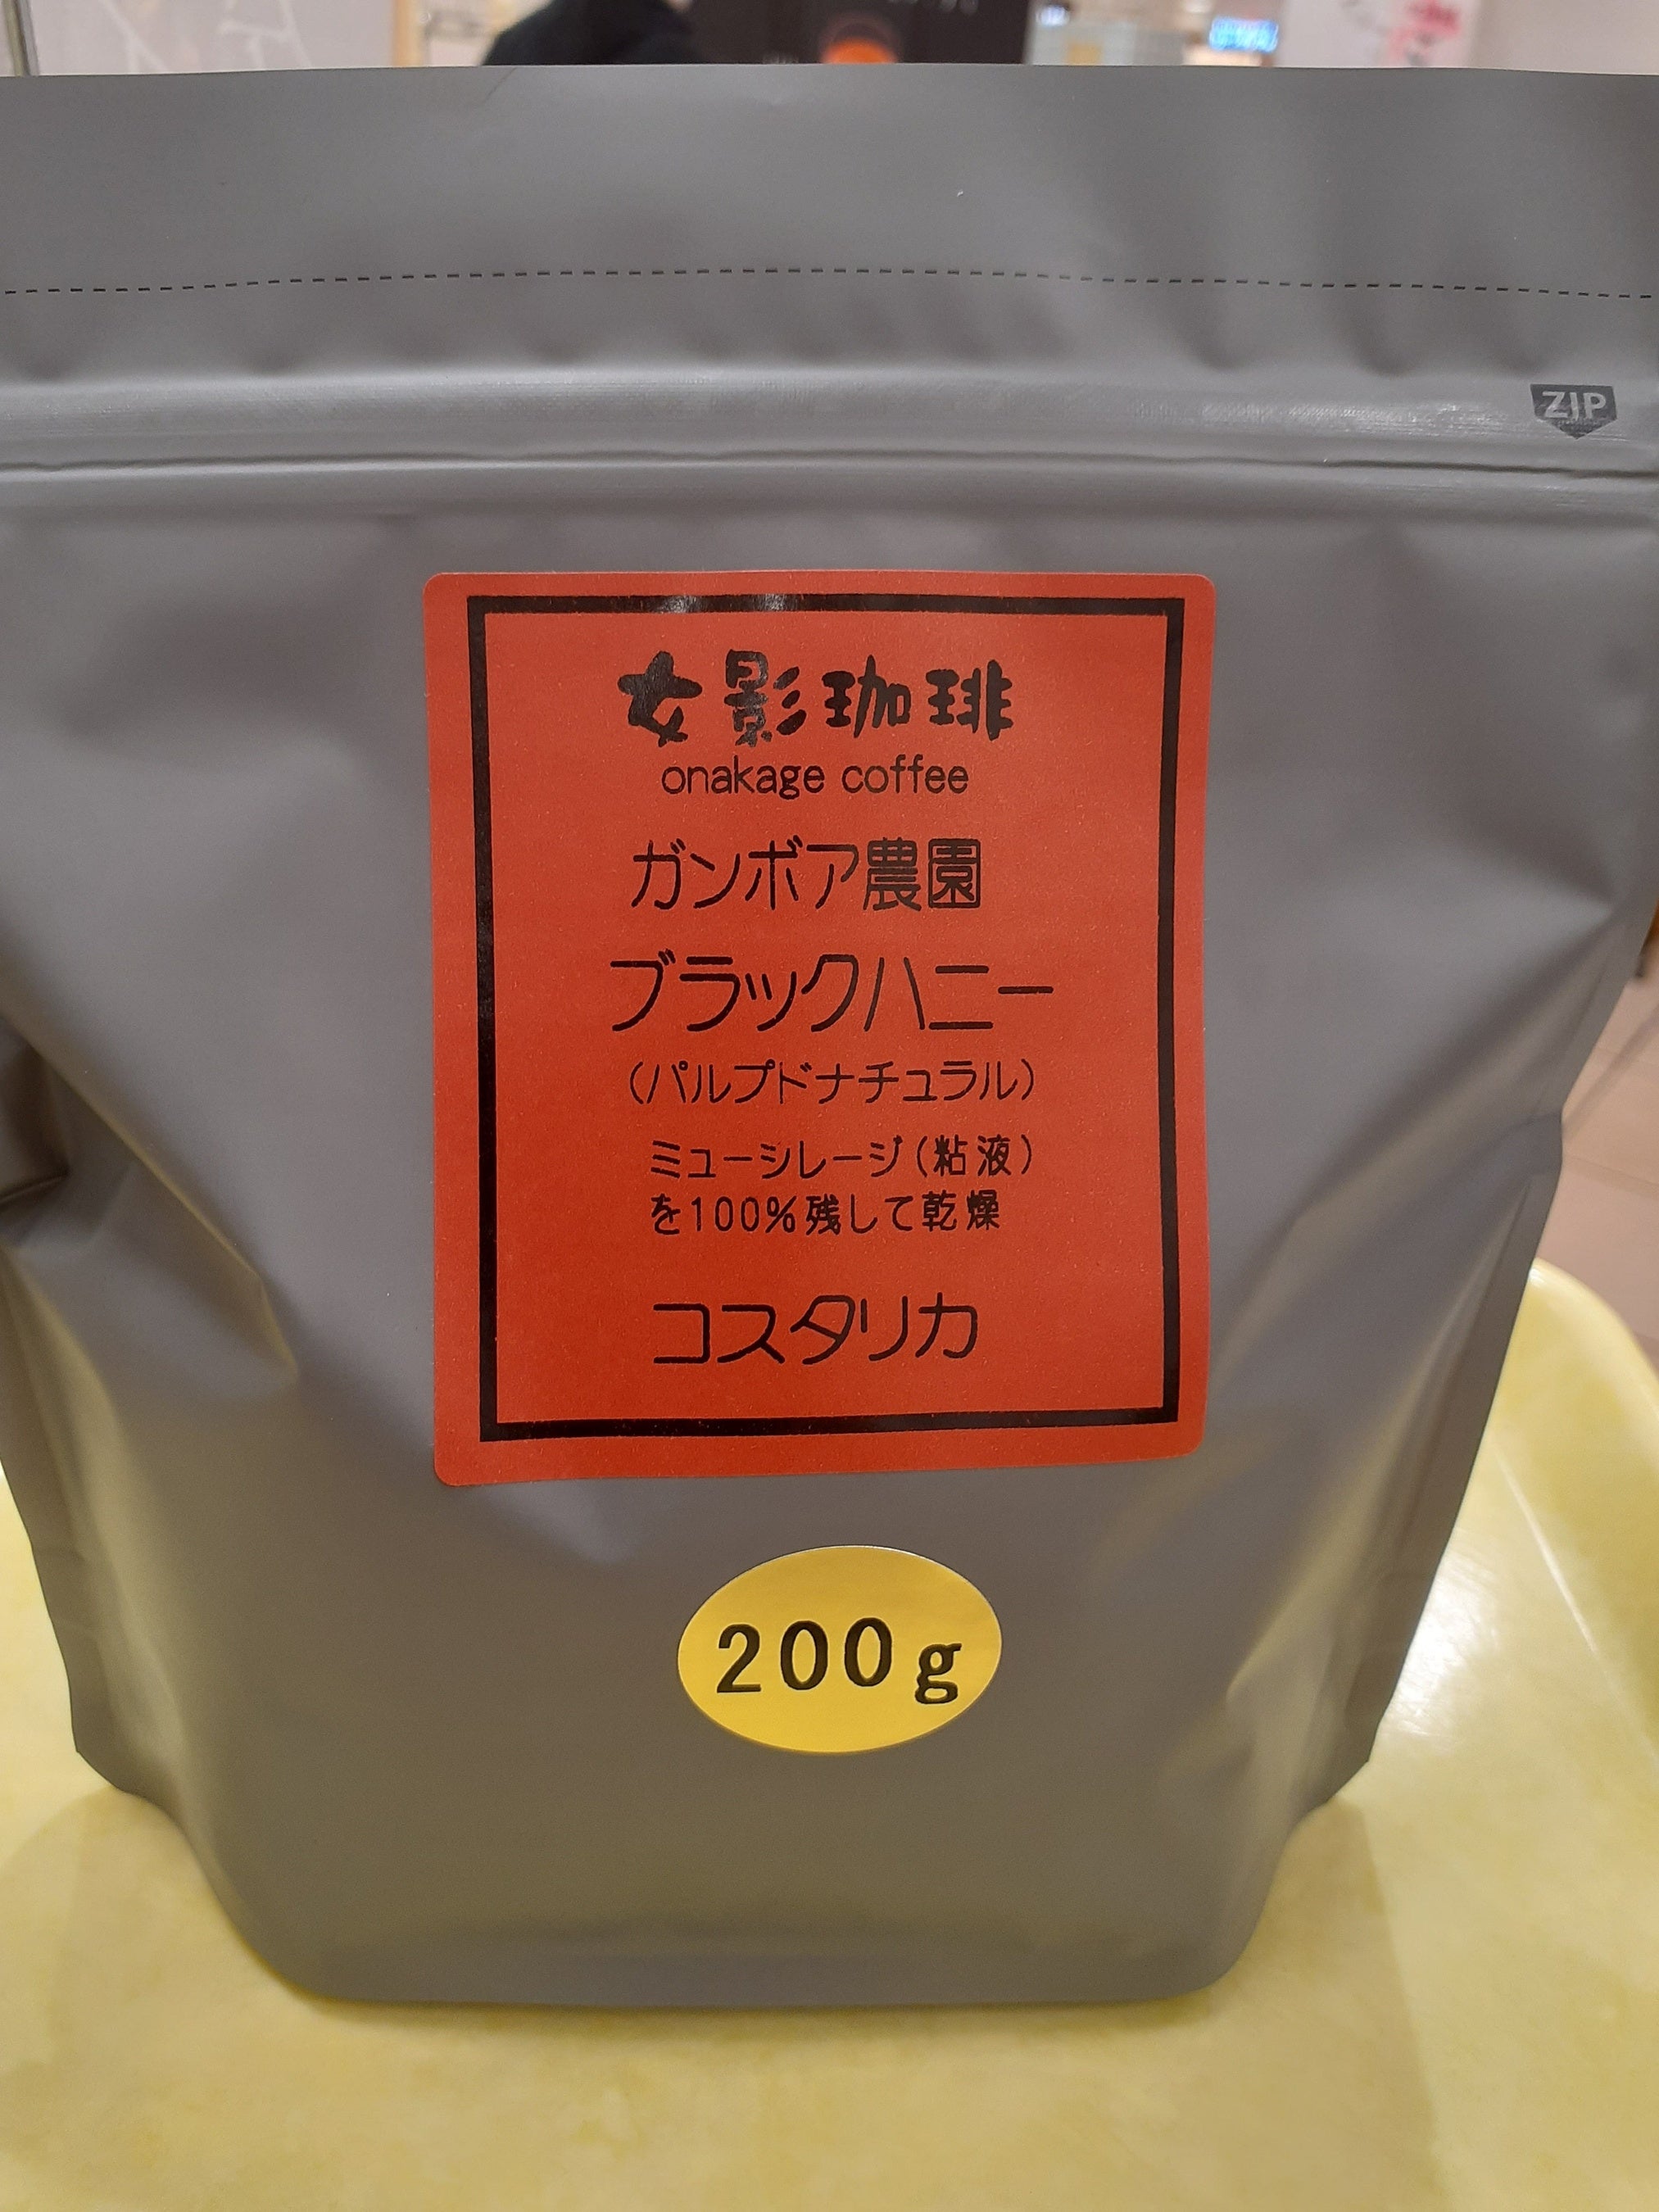 ZIP
女影珈琲
onakage coffee
ガンボア農園
ブラックハニー
(パルプドナチュラル)
ミューシレージ(粘液)
を100%残して乾燥
コスタリカ
200g